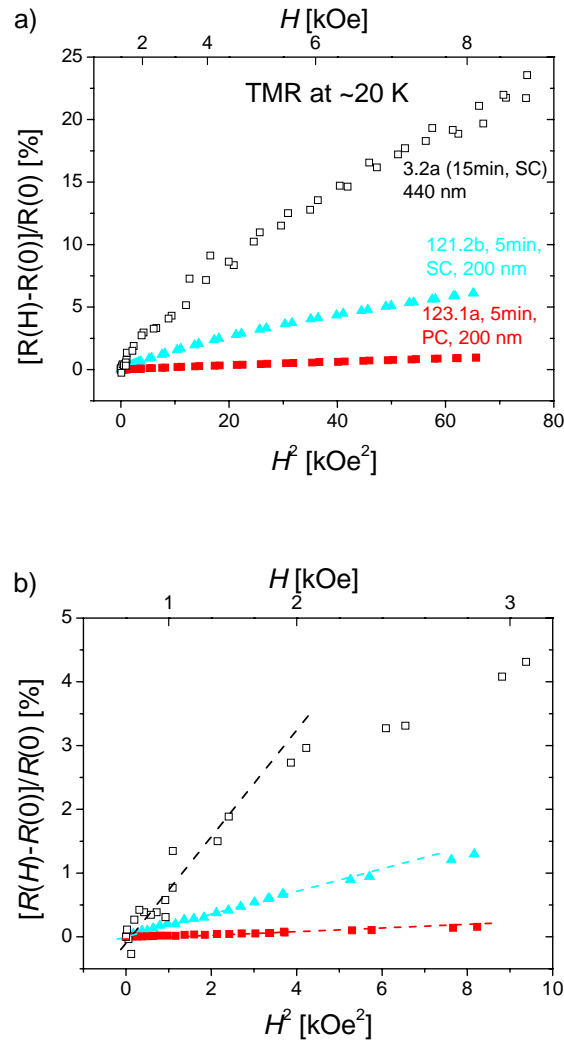 a)
H [kOe]
2 4 6 8
25
20
15
10
5
0
[R(H)-R(0)]/R(0) [%]
TMR at ~20 K
3.2a (15min, SC)
440 nm
121.2b, 5min,
SC, 200 nm
123.1a, 5min,
PC, 200 nm
0 20 40 60 80
H² [kOe²]
b)
H [kOe]
1 2 3
5
4
3
2
1
0
[R(H)-R(0)]/R(0) [%]
0 2 4 6 8 10
H² [kOe²]